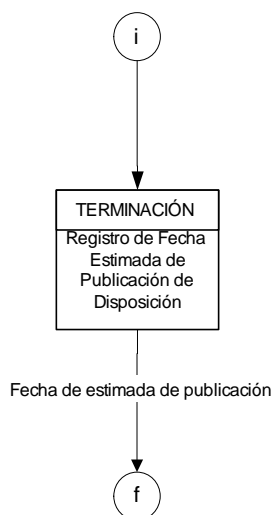 i
TERMINACIÓN
Registro de Fecha
Estimada de
Publicación de
Disposición
Fecha de estimada de publicación
f